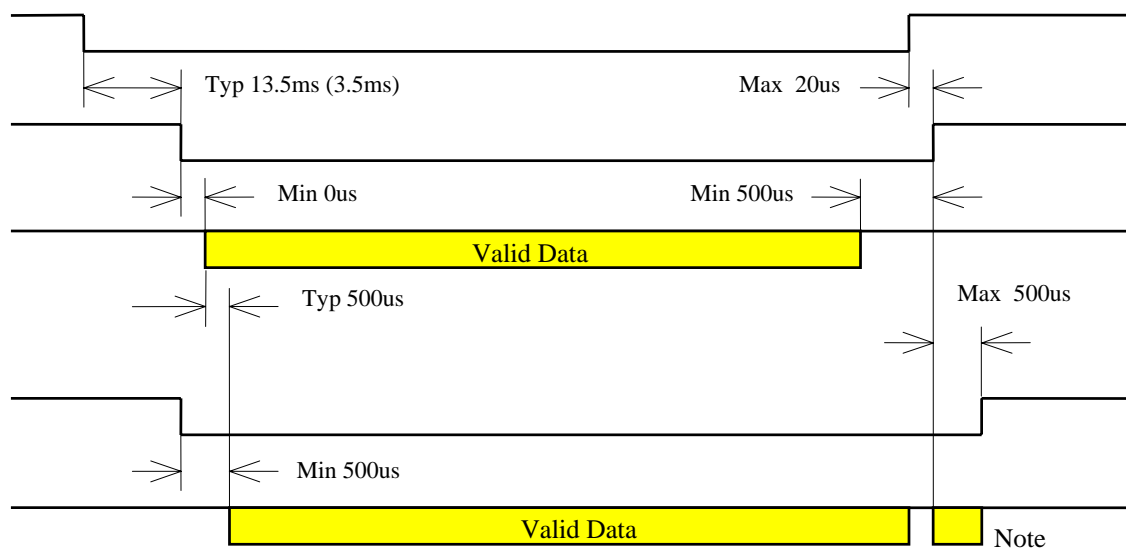 Typ 13.5ms (3.5ms)
Max 20us
Min 0us
Min 500us
Valid Data
Typ 500us
Max 500us
Min 500us
Valid Data
Note